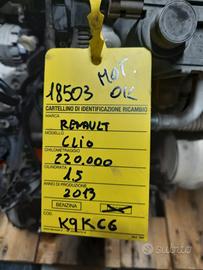 18503 MOT.
OK
CARTELLINO DI IDENTIFICAZIONE RICAMBIO
MARCA
RENAULT
MODELLO
CLIO
CHILOMETRAGGIO
220.000
CILINDRATA
1.5
ANNO DI PRODUZIONE
2013
BENZINA
COD.
K9KC6
subito